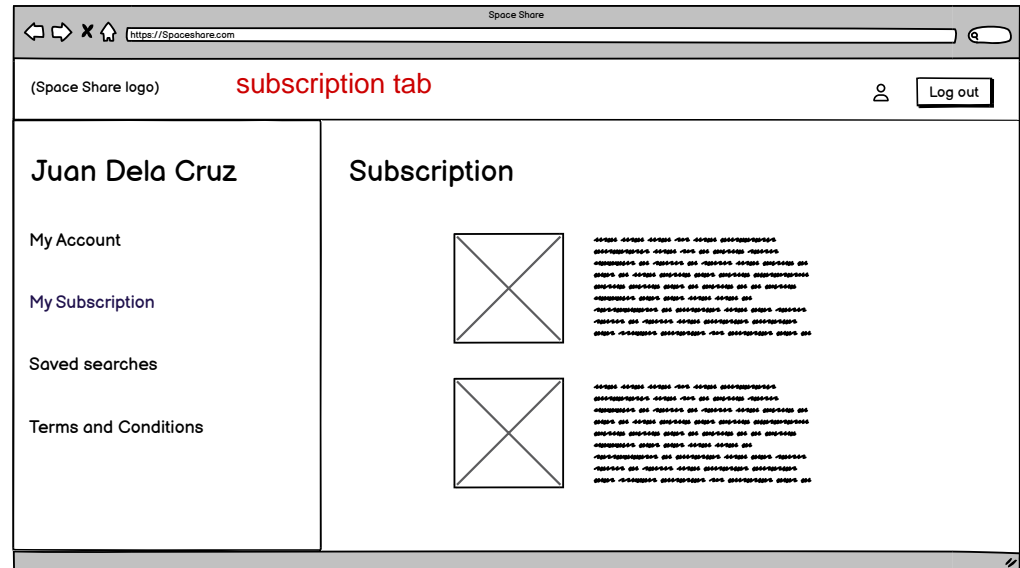 Space Share
https://Spaceshare.com
(Space Share logo)
subscription tab
Log out
Juan Dela Cruz
Subscription
My Account
My Subscription
Saved searches
Terms and Conditions